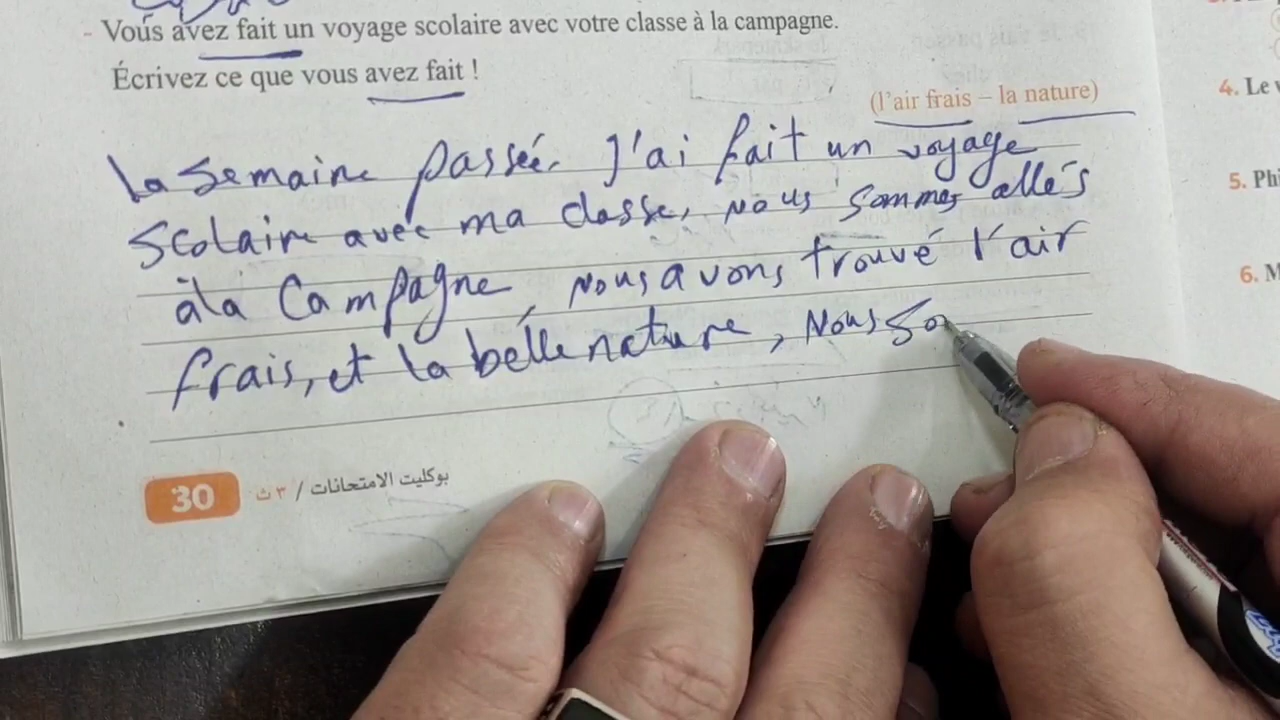 - Vous avez fait un voyage scolaire avec votre classe à la campagne.
Écrivez ce que vous avez fait !
(l'air frais – la nature)
la semaine passée. J'ai fait un voyage
scolaire avec ma classe, nous sommes allés
à la campagne, nous avons trouvé l'air
frais, et la belle nature, Nous so
30 بوكليت الامتحانات / ٣ ث
4. Le
5. Phi
6. M